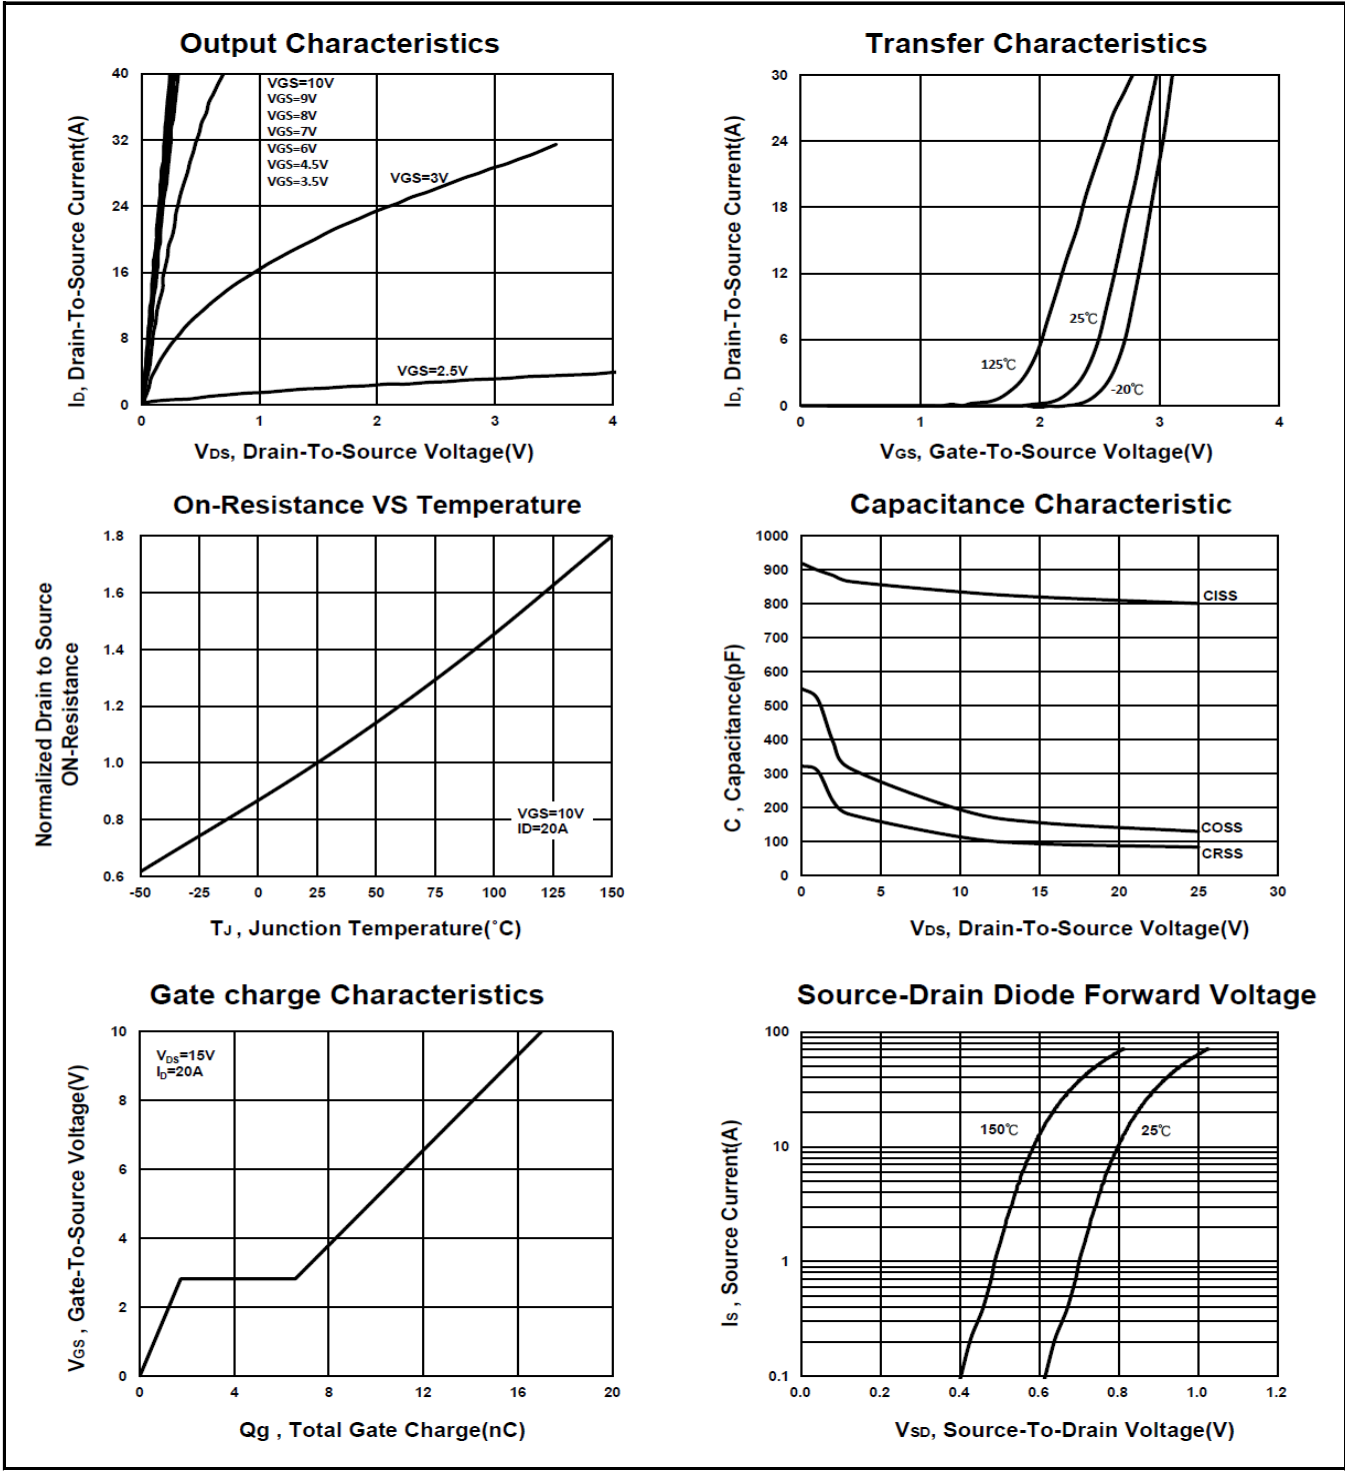 Output Characteristics
ID, Drain-To-Source Current(A)
40
32
24
16
8
0
VGS=10V
VGS=9V
VGS=8V
VGS=7V
VGS=6V
VGS=4.5V
VGS=3.5V
VGS=3V
VGS=2.5V
0 1 2 3 4
VDS, Drain-To-Source Voltage(V)
Transfer Characteristics
ID, Drain-To-Source Current(A)
30
24
18
12
6
0
125℃
25℃
-20℃
0 1 2 3 4
VGS, Gate-To-Source Voltage(V)
On-Resistance VS Temperature
Normalized Drain to Source
ON-Resistance
1.8
1.6
1.4
1.2
1.0
0.8
0.6
VGS=10V
ID=20A
-50 -25 0 25 50 75 100 125 150
TJ , Junction Temperature(˚C)
Capacitance Characteristic
C , Capacitance(pF)
1000
900
800
700
600
500
400
300
200
100
0
CISS
COSS
CRSS
0 5 10 15 20 25 30
VDS, Drain-To-Source Voltage(V)
Gate charge Characteristics
VGS , Gate-To-Source Voltage(V)
10
8
6
4
2
0
VDS=15V
ID=20A
0 4 8 12 16 20
Qg , Total Gate Charge(nC)
Source-Drain Diode Forward Voltage
IS , Source Current(A)
100
10
1
0.1
150℃
25℃
0.0 0.2 0.4 0.6 0.8 1.0 1.2
VSD, Source-To-Drain Voltage(V)